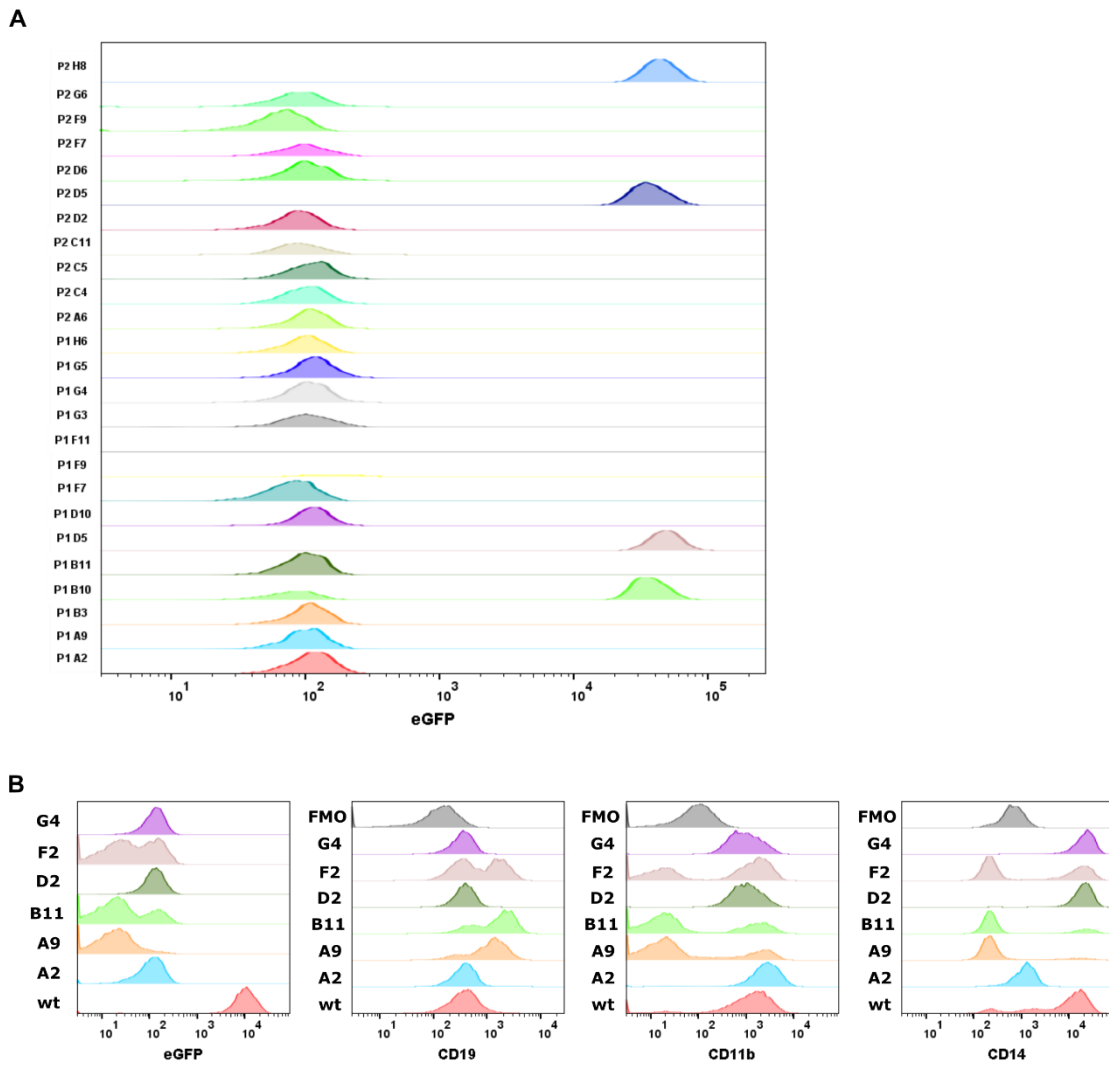 A
P2 H8
P2 G6
P2 F9
P2 F7
P2 D6
P2 D5
P2 D2
P2 C11
P2 C5
P2 C4
P2 A6
P1 H6
P1 G5
P1 G4
P1 G3
P1 F11
P1 F9
P1 F7
P1 D10
P1 D5
P1 B11
P1 B10
P1 B3
P1 A9
P1 A2
10¹ 10² 10³ 10⁴ 10⁵
eGFP
B
G4
F2
D2
B11
A9
A2
wt
10¹ 10² 10³ 10⁴
eGFP
FMO
G4
F2
D2
B11
A9
A2
wt
10¹ 10² 10³ 10⁴
CD19
FMO
G4
F2
D2
B11
A9
A2
wt
10¹ 10² 10³ 10⁴
CD11b
FMO
G4
F2
D2
B11
A9
A2
wt
10¹ 10² 10³ 10⁴
CD14